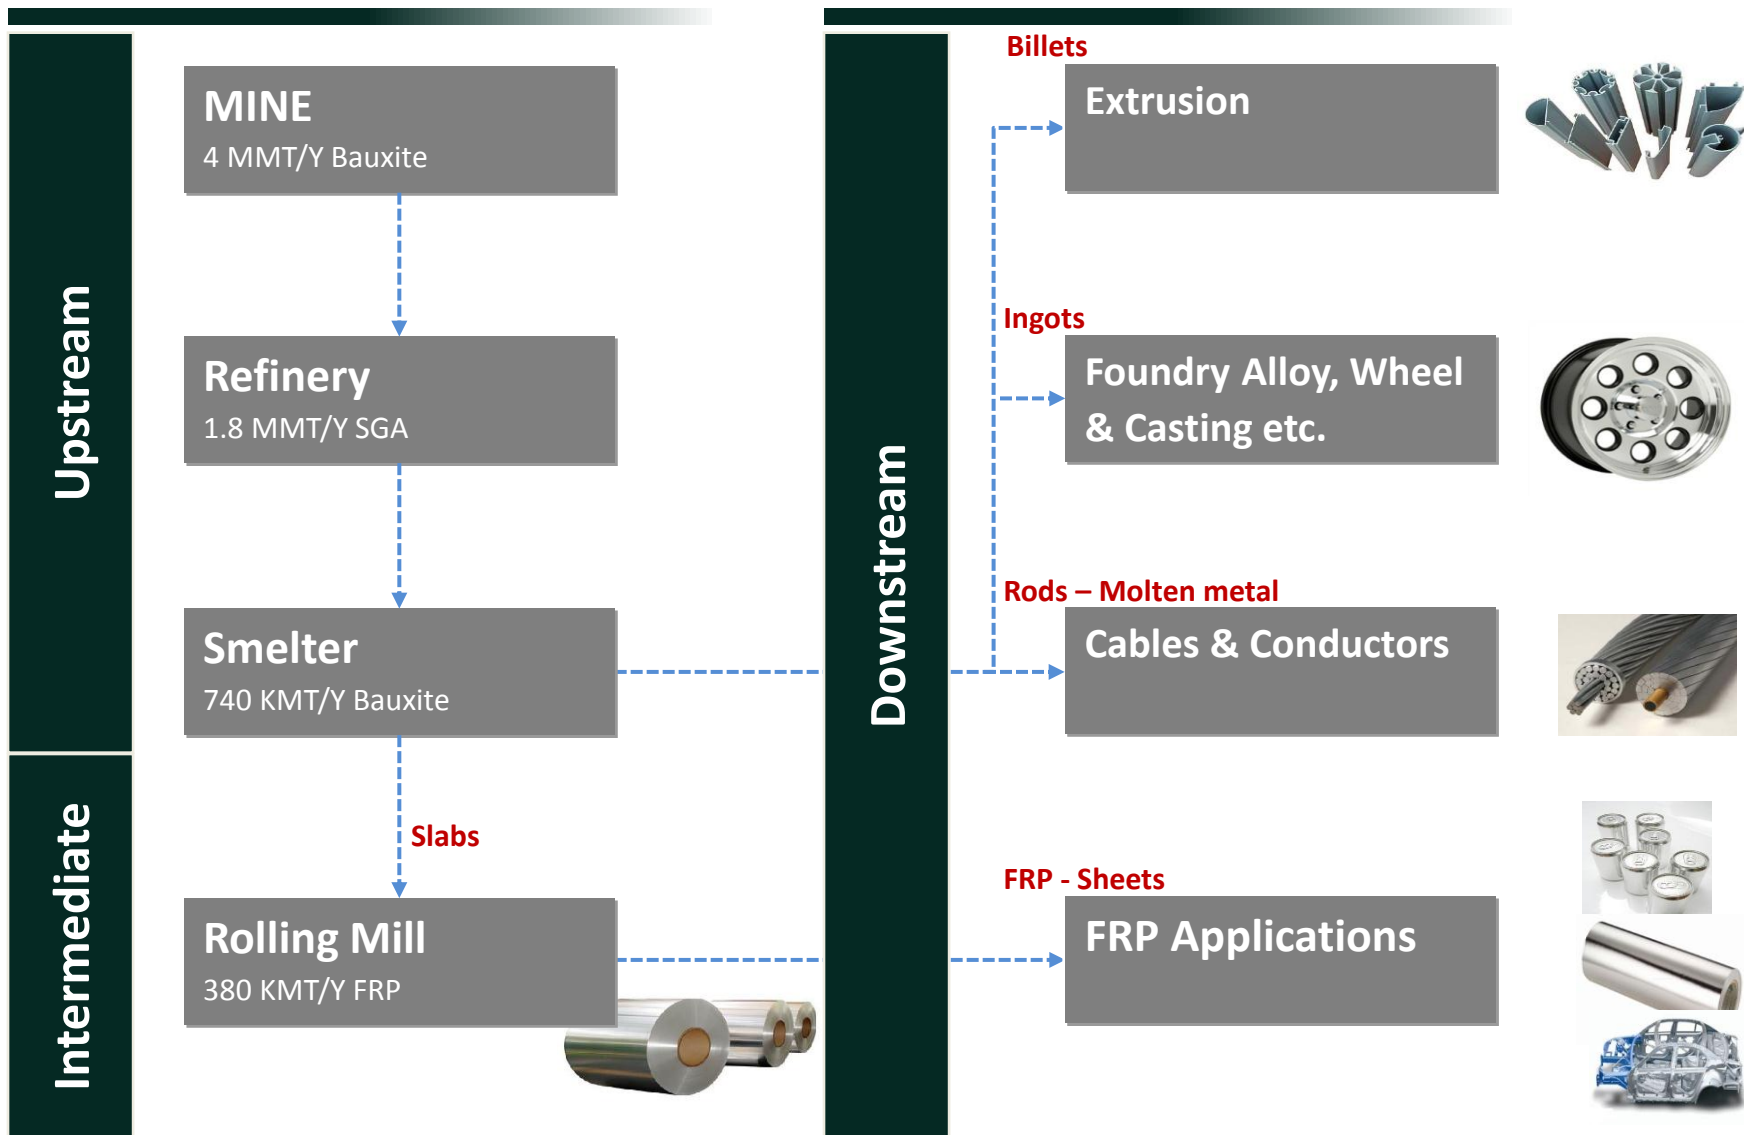 Upstream
MINE
4 MMT/Y Bauxite
Refinery
1.8 MMT/Y SGA
Smelter
740 KMT/Y Bauxite
Intermediate
Slabs
Rolling Mill
380 KMT/Y FRP
Downstream
Billets
Extrusion
Ingots
Foundry Alloy, Wheel
& Casting etc.
Rods – Molten metal
Cables & Conductors
FRP - Sheets
FRP Applications